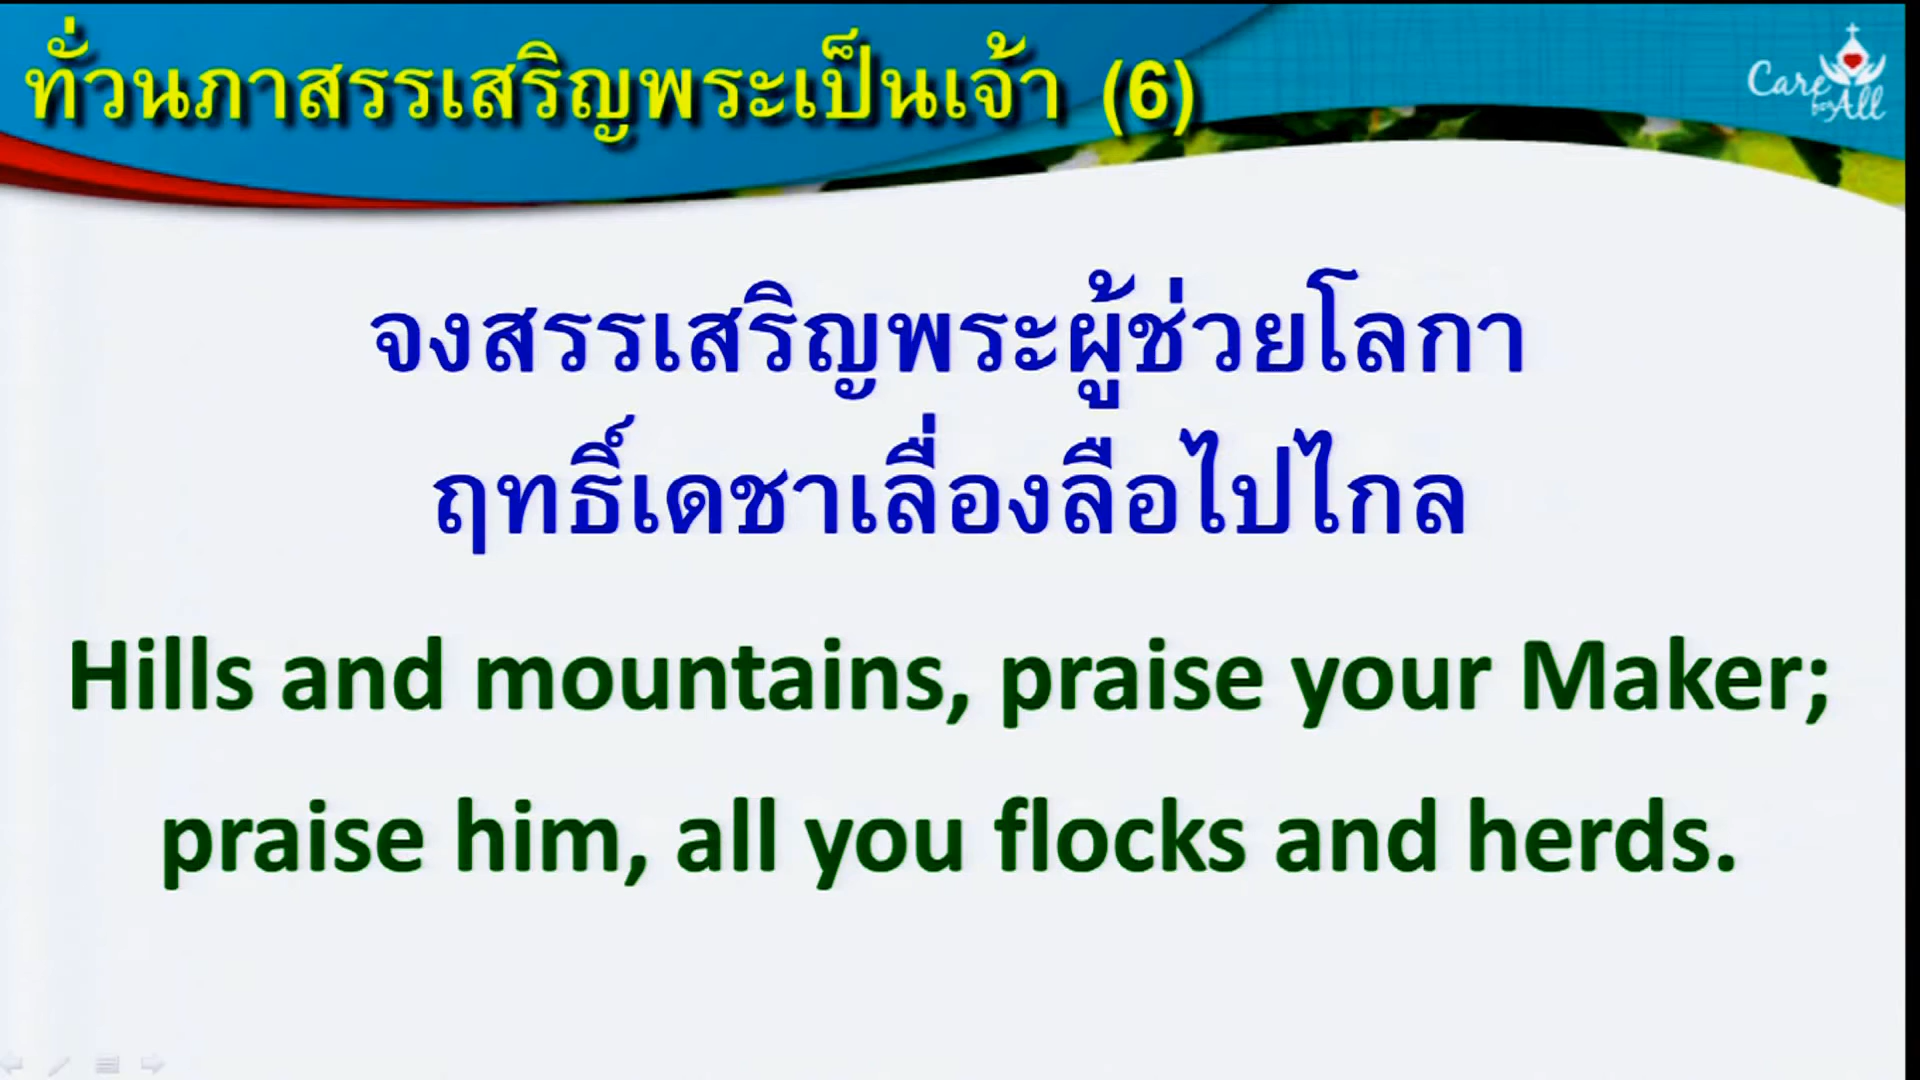 ทั่วนภาสรรเสริญพระเป็นเจ้า (6)
Care
for All
จงสรรเสริญพระผู้ช่วยโลกา
ฤทธิ์เดชาเลื่องลือไปไกล
Hills and mountains, praise your Maker;
praise him, all you flocks and herds.